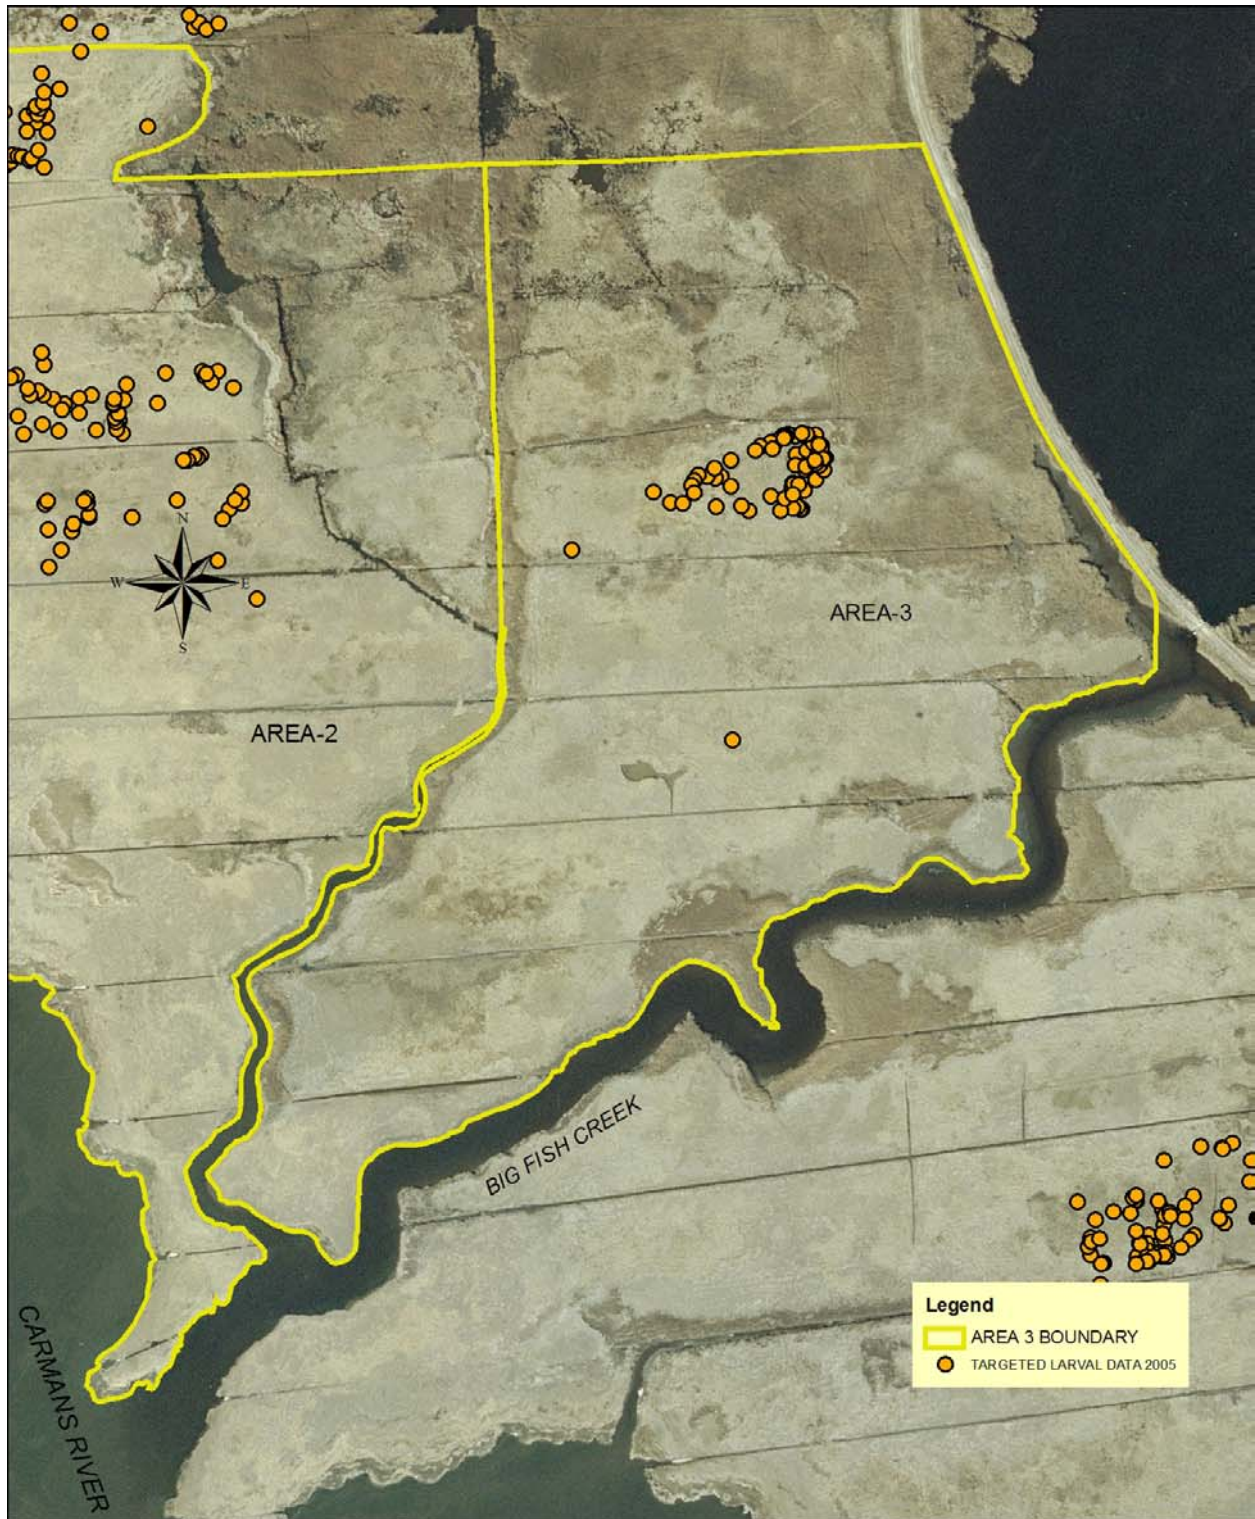 N
W
E
S
AREA-3
AREA-2
BIG FISH CREEK
CARMANS RIVER
Legend
AREA 3 BOUNDARY
TARGETED LARVAL DATA 2005